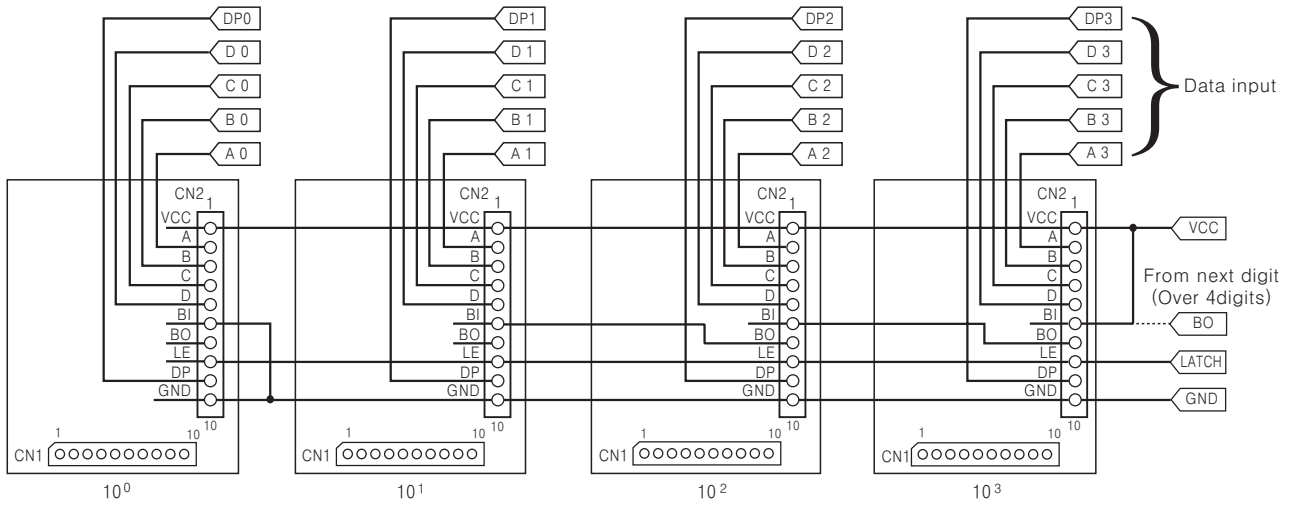 DP0 DP1 DP2 DP3
D 0 D 1 D 2 D 3
C 0 C 1 C 2 C 3 Data input
B 0 B 1 B 2 B 3
A 0 A 1 A 2 A 3
CN2 1 CN2 1 CN2 1 CN2 1
VCC VCC VCC VCC VCC
A A A A
B B B B
From next digit
C C C C
(Over 4digits)
D D D D
BI BI BI BI BO
BO BO BO BO
LE LE LE LE LATCH
DP DP DP DP
GND GND GND GND GND
1 10 10 1 10 10 1 10 10 1 10 10
CN1 CN1 CN1 CN1
10⁰ 10¹ 10² 10³